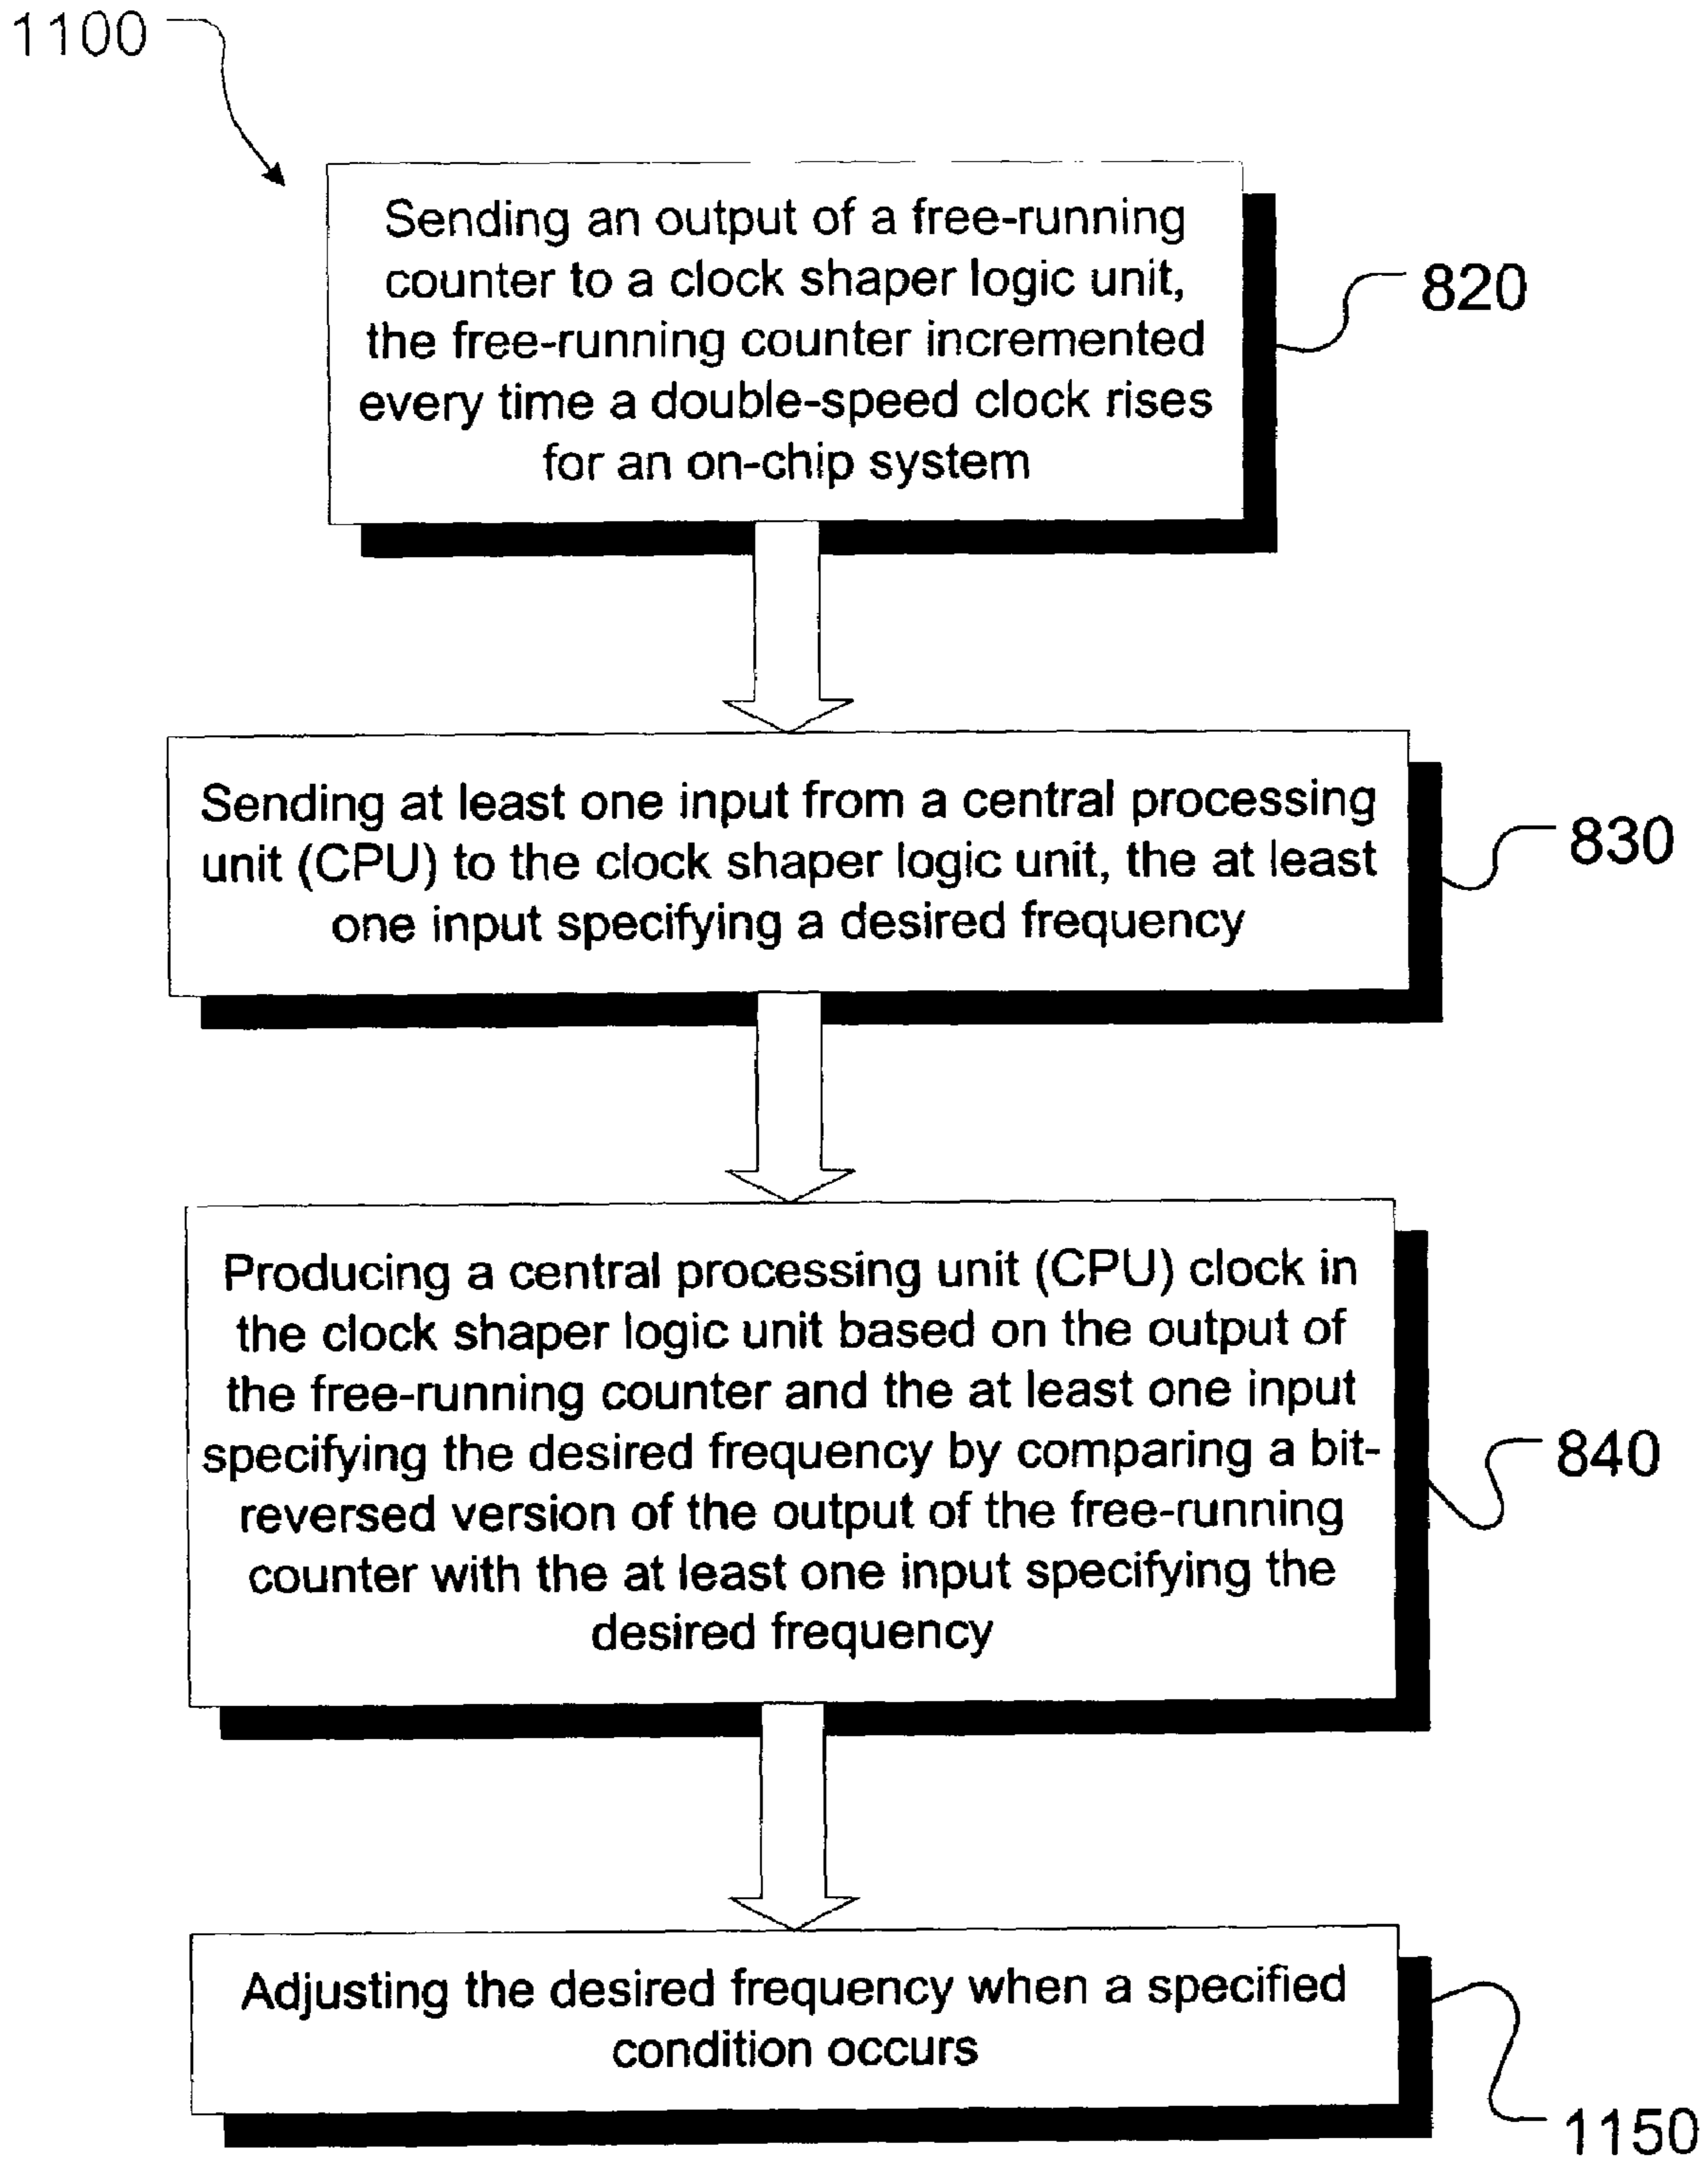 1100
Sending an output of a free-running
counter to a clock shaper logic unit,
the free-running counter incremented
every time a double-speed clock rises
for an on-chip system
820
Sending at least one input from a central processing
unit (CPU) to the clock shaper logic unit, the at least
one input specifying a desired frequency
830
Producing a central processing unit (CPU) clock in
the clock shaper logic unit based on the output of
the free-running counter and the at least one input
specifying the desired frequency by comparing a bit-
reversed version of the output of the free-running
counter with the at least one input specifying the
desired frequency
840
Adjusting the desired frequency when a specified
condition occurs
1150